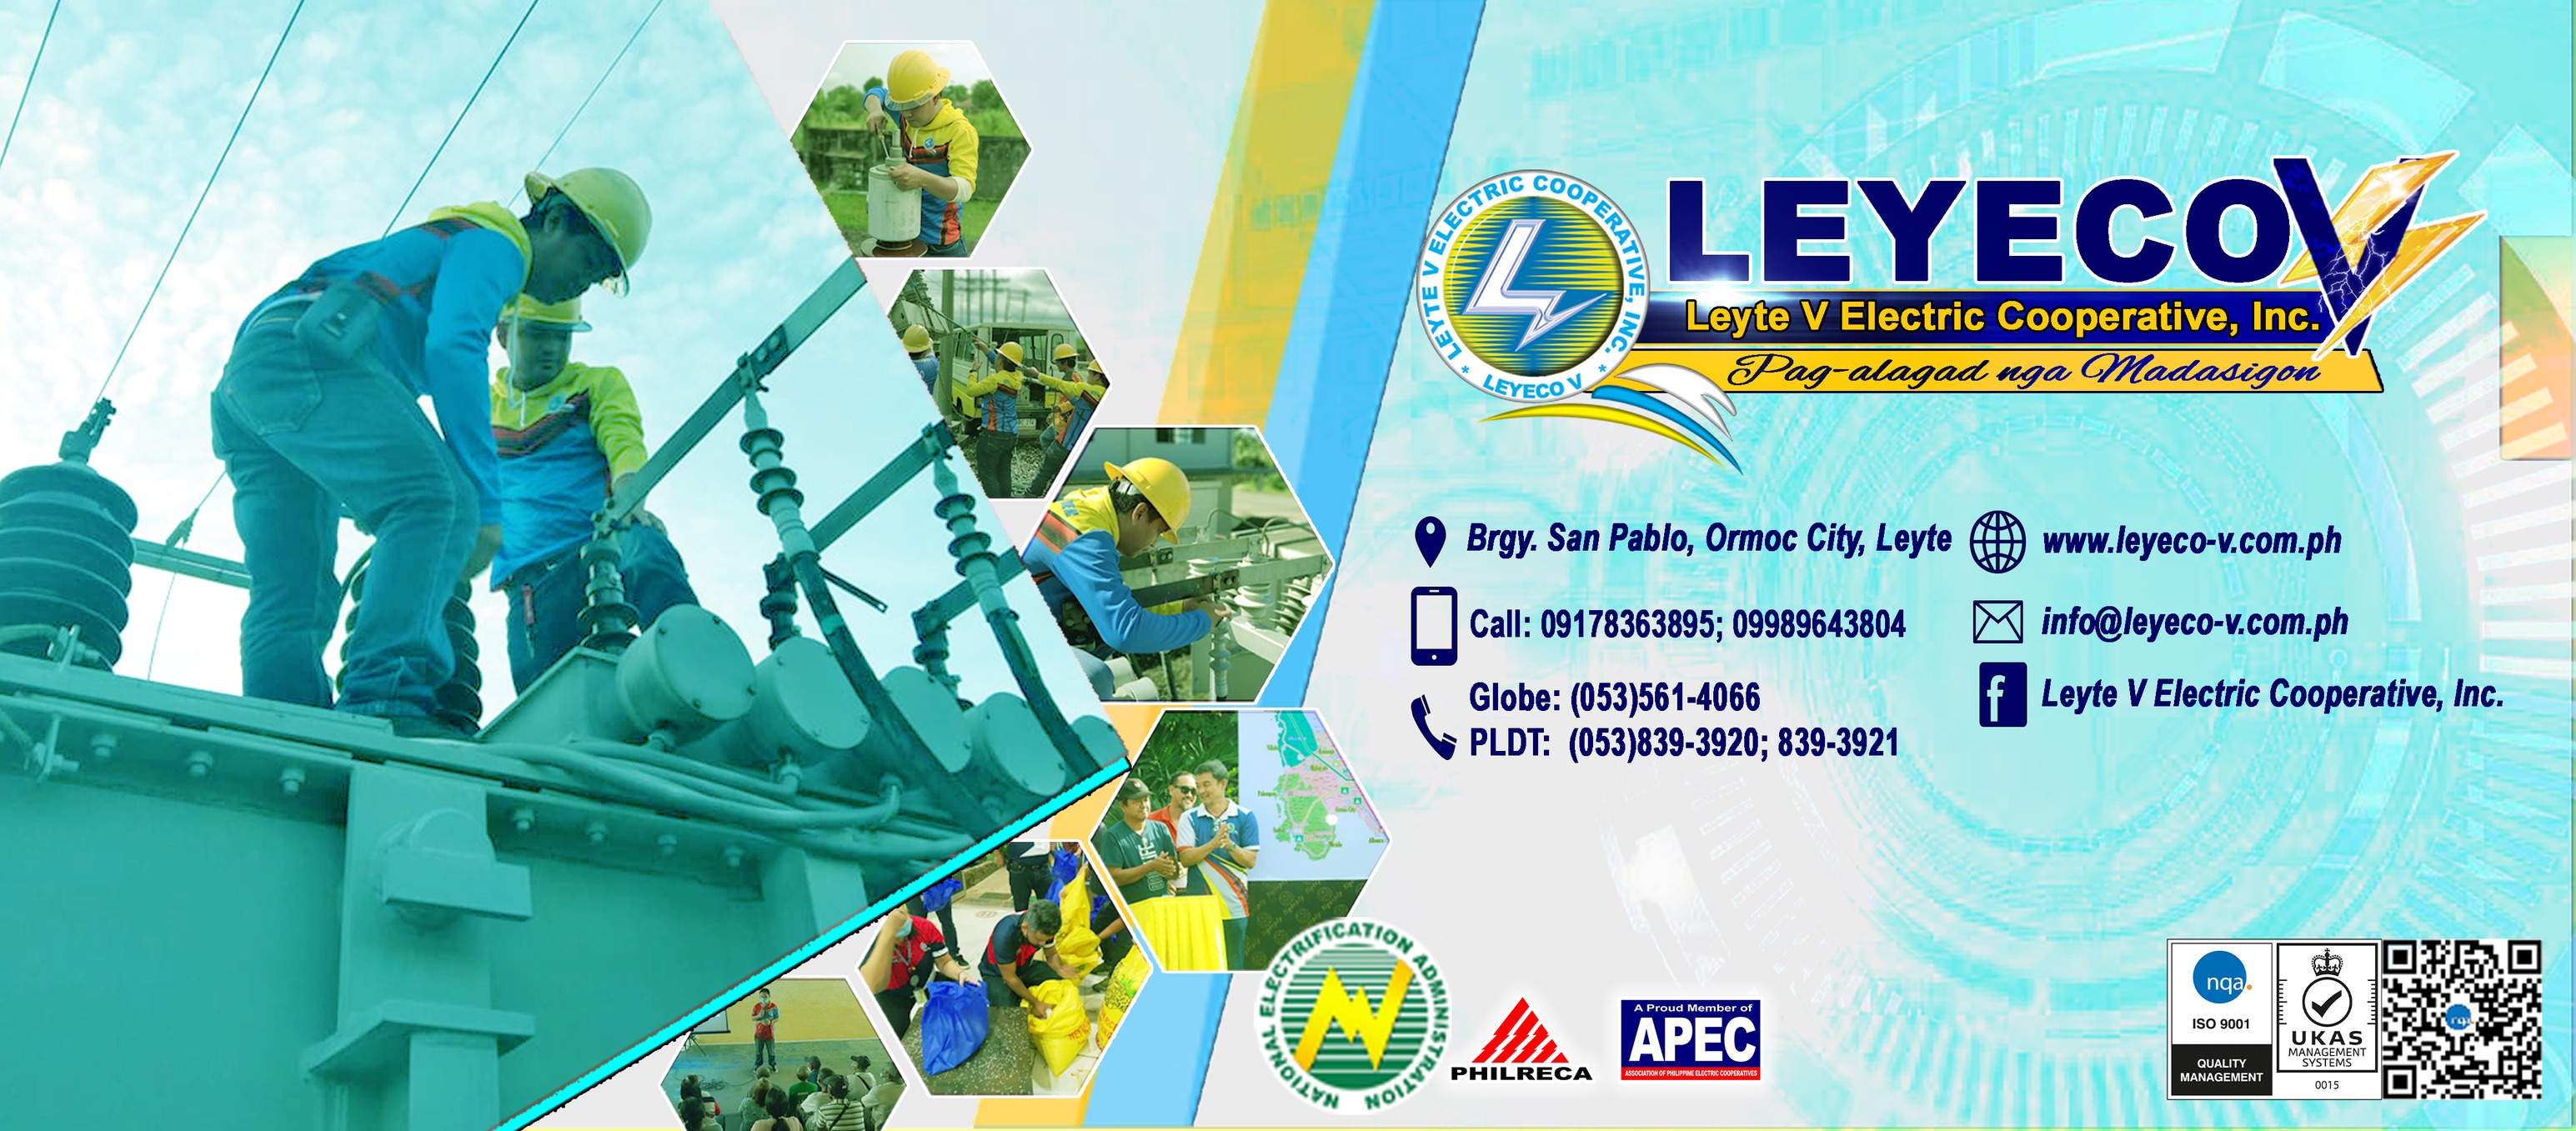 LEYTE V ELECTRIC COOPERATIVE, INC.
* LEYECO V *
LEYECO V
Leyte V Electric Cooperative, Inc.
Pag-alagad nga Madasigon
Brgy. San Pablo, Ormoc City, Leyte
www.leyeco-v.com.ph
Call: 09178363895; 09989643804
info@leyeco-v.com.ph
Globe: (053)561-4066
PLDT: (053)839-3920; 839-3921
Leyte V Electric Cooperative, Inc.
NATIONAL ELECTRIFICATION ADMINISTRATION
PHILRECA
A Proud Member of
APEC
ASSOCIATION OF PHILIPPINE ELECTRIC COOPERATIVES
nqa.
ISO 9001
QUALITY
MANAGEMENT
UKAS
MANAGEMENT
SYSTEMS
0015
nqa